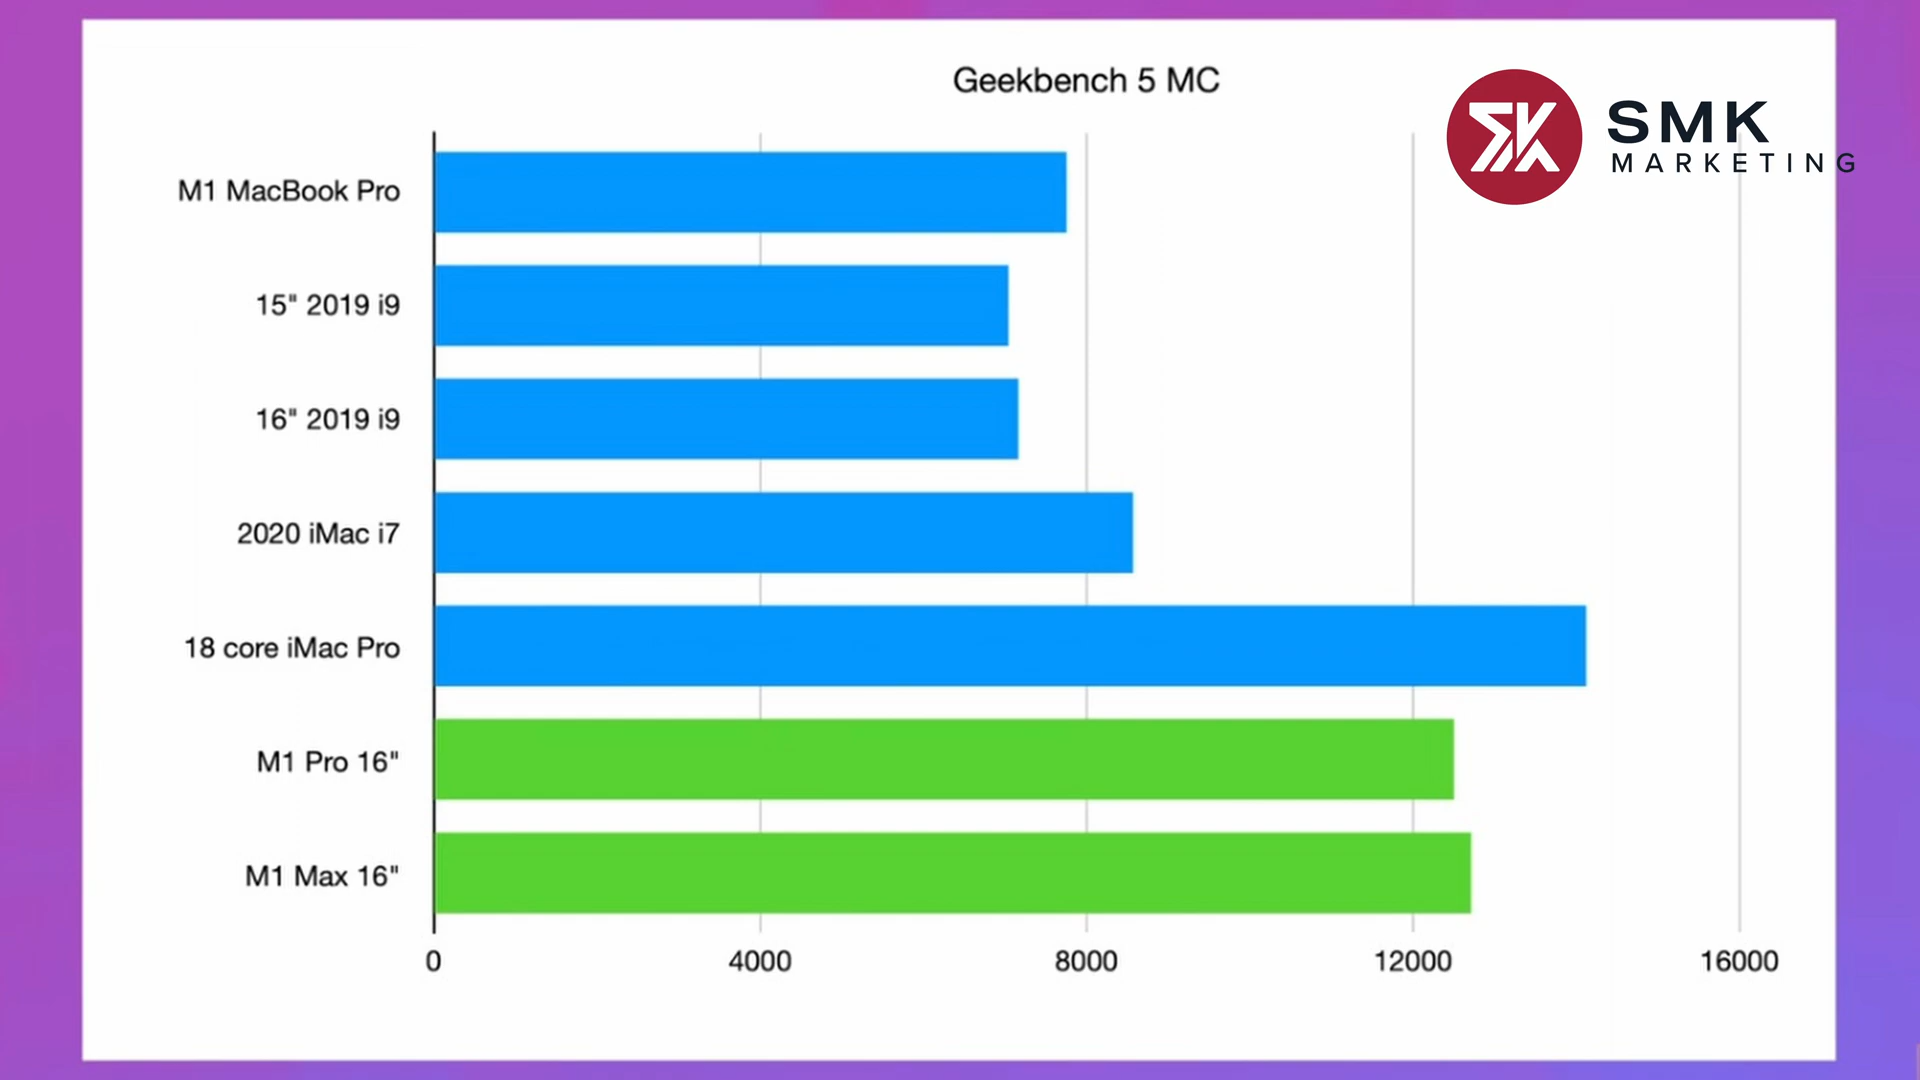 Geekbench 5 MC
SMK
MARKETING
M1 MacBook Pro
15" 2019 i9
16" 2019 i9
2020 iMac i7
18 core iMac Pro
M1 Pro 16"
M1 Max 16"
0 4000 8000 12000 16000